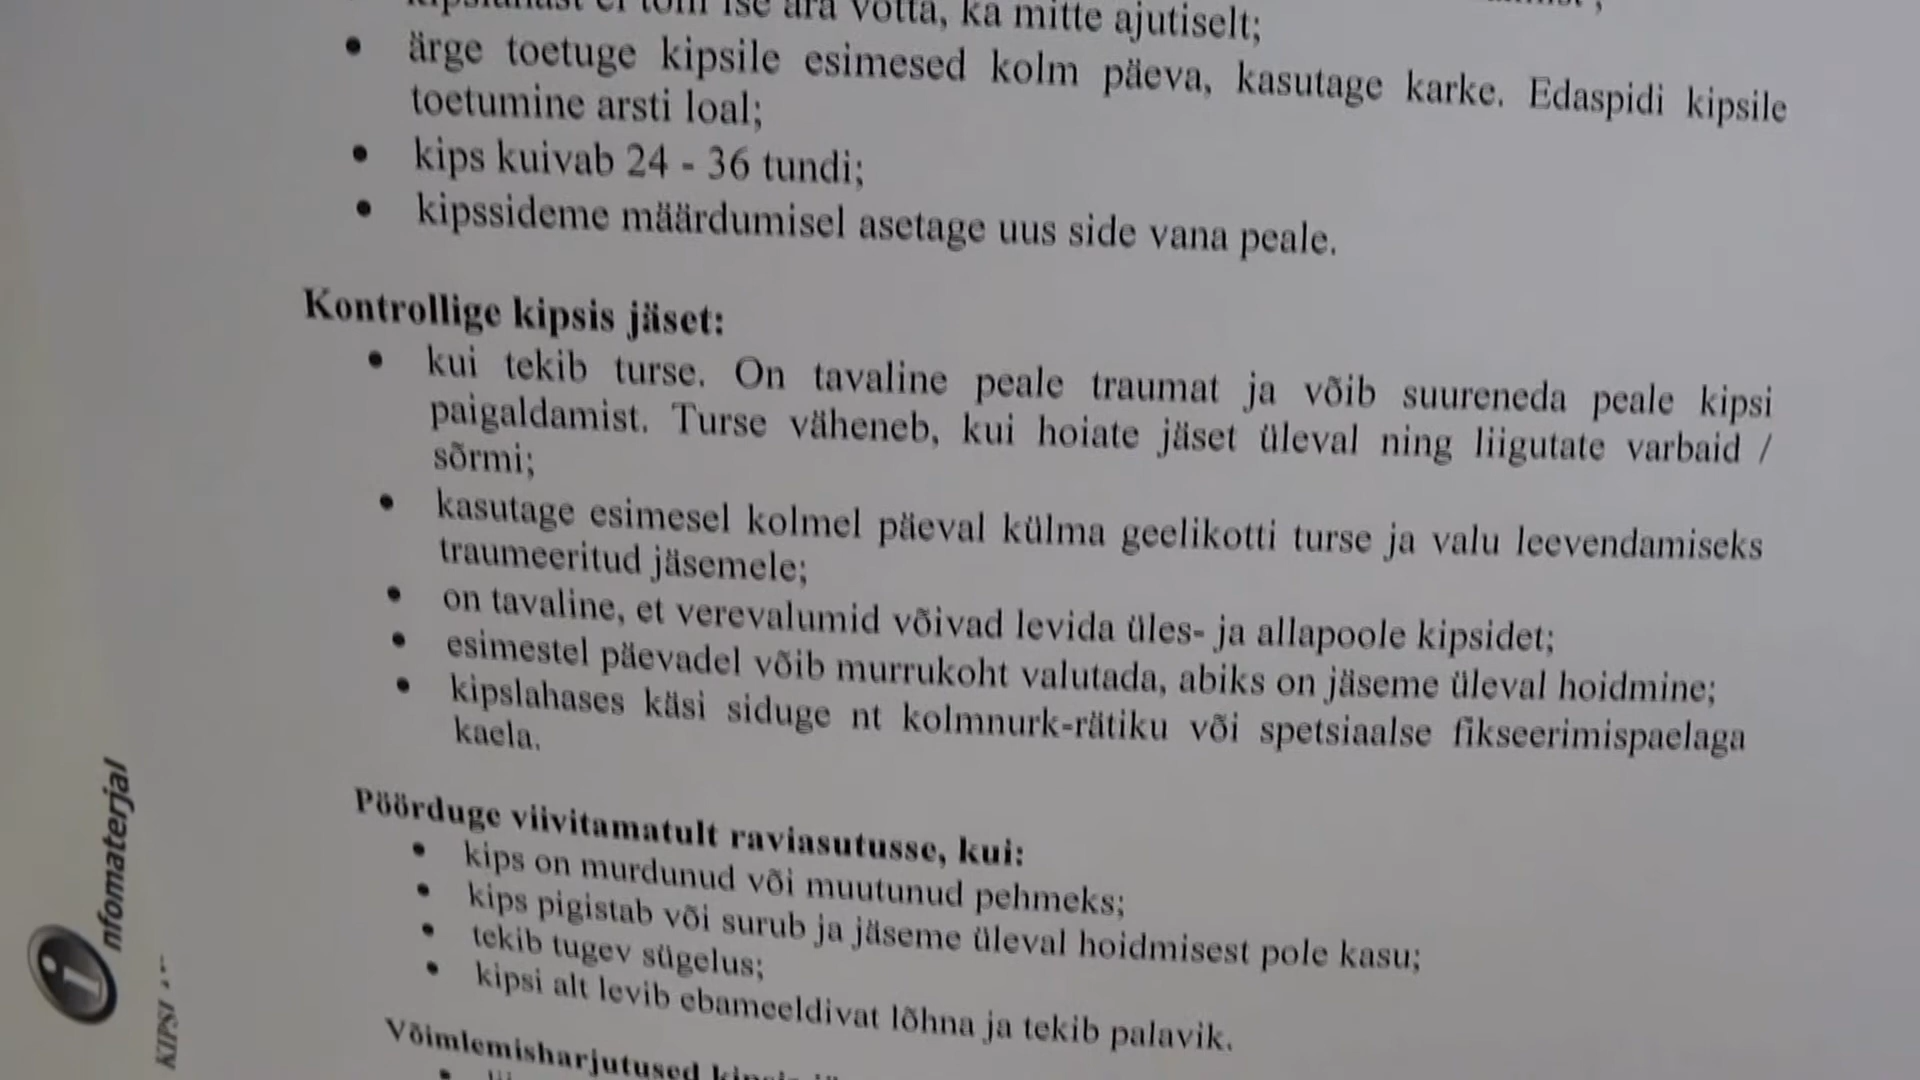 ära võtta, ka mitte ajutiselt;
• ärge toetuge kipsile esimesed kolm päeva, kasutage karke. Edaspidi kipsile
toetumine arsti loal;
• kips kuivab 24 - 36 tundi;
• kipssideme määrdumisel asetage uus side vana peale.
Kontrollige kipsis jäset:
• kui tekib turse. On tavaline peale traumat ja võib suureneda peale kipsi
paigaldamist. Turse väheneb, kui hoiate jäset üleval ning liigutate varbaid /
sõrmi;
• kasutage esimesel kolmel päeval külma geelikotti turse ja valu leevendamiseks
traumeeritud jäsemele;
• on tavaline, et verevalumid võivad levida üles- ja allapoole kipsidet;
• esimestel päevadel võib murrukoht valutada, abiks on jäseme üleval hoidmine;
• kipslahases käsi siduge nt kolmnurk-rätiku või spetsiaalse fikseerimispaelaga
kaela.
Pöörduge viivitamatult raviasutusse, kui:
• kips on murdunud või muutunud pehmeks;
• kips pigistab või surub ja jäseme üleval hoidmisest pole kasu;
• tekib tugev sügelus;
• kipsi alt levib ebameeldivat lõhna ja tekib palavik.
Võimlemisharjutused
infomaterjal
KIPSI